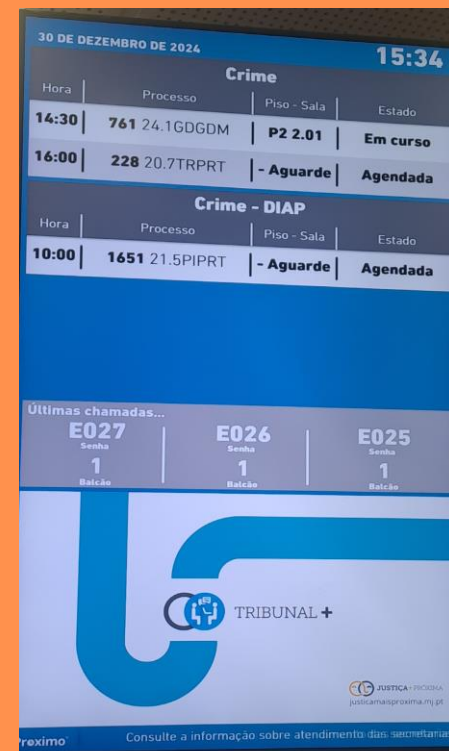 30 DE DEZEMBRO DE 2024 15:34
Crime
Hora Processo Piso - Sala Estado
14:30 761 24.1GDGDM P2 2.01 Em curso
16:00 228 20.7TRPRT - Aguarde Agendada
Crime - DIAP
Hora Processo Piso - Sala Estado
10:00 1651 21.5PIPRT - Aguarde Agendada
Últimas chamadas...
E027 E026 E025
Senha Senha Senha
1 1 1
Balcão Balcão Balcão
TRIBUNAL +
JUSTIÇA + PRÓXIMA
justicamaisproxima.mj.pt
Consulte a informação sobre atendimento das secretarias